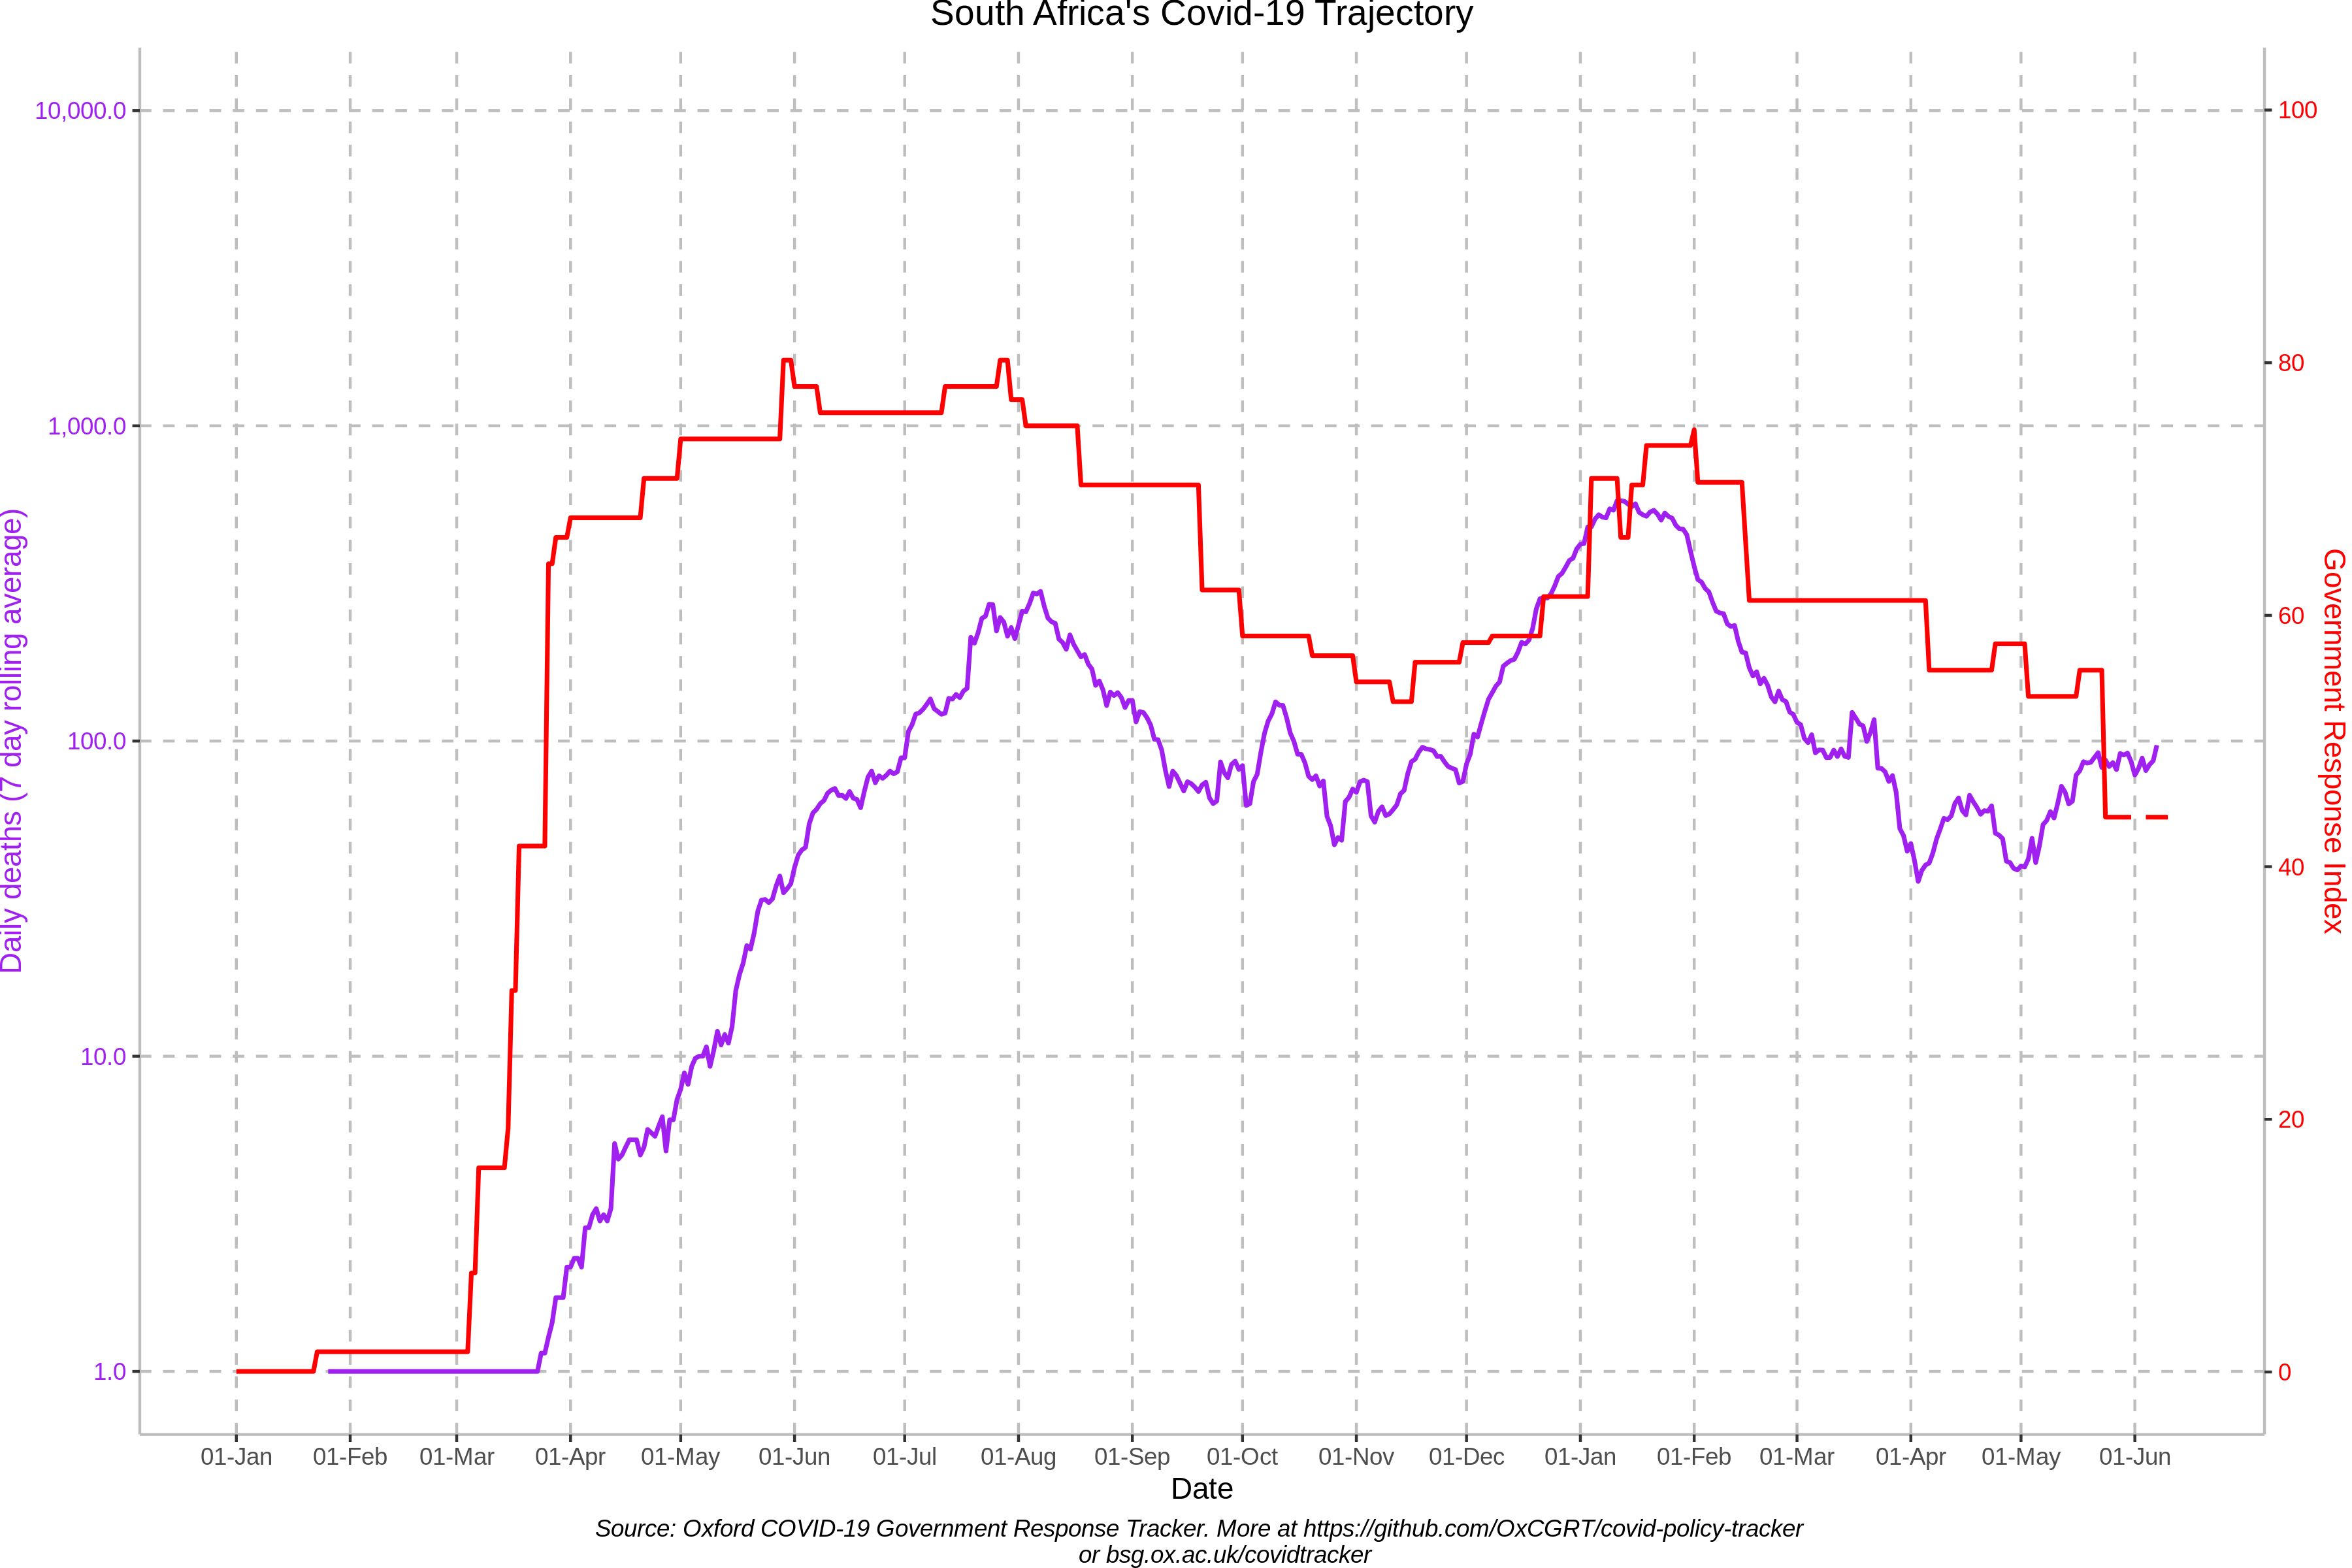 South Africa's Covid-19 Trajectory
10,000.0
1,000.0
100.0
10.0
1.0
Daily deaths (7 day rolling average)
100
80
60
40
20
0
Government Response Index
01-Jan 01-Feb 01-Mar 01-Apr 01-May 01-Jun 01-Jul 01-Aug 01-Sep 01-Oct 01-Nov 01-Dec 01-Jan 01-Feb 01-Mar 01-Apr 01-May 01-Jun
Date
Source: Oxford COVID-19 Government Response Tracker. More at https://github.com/OxCGRT/covid-policy-tracker
or bsg.ox.ac.uk/covidtracker